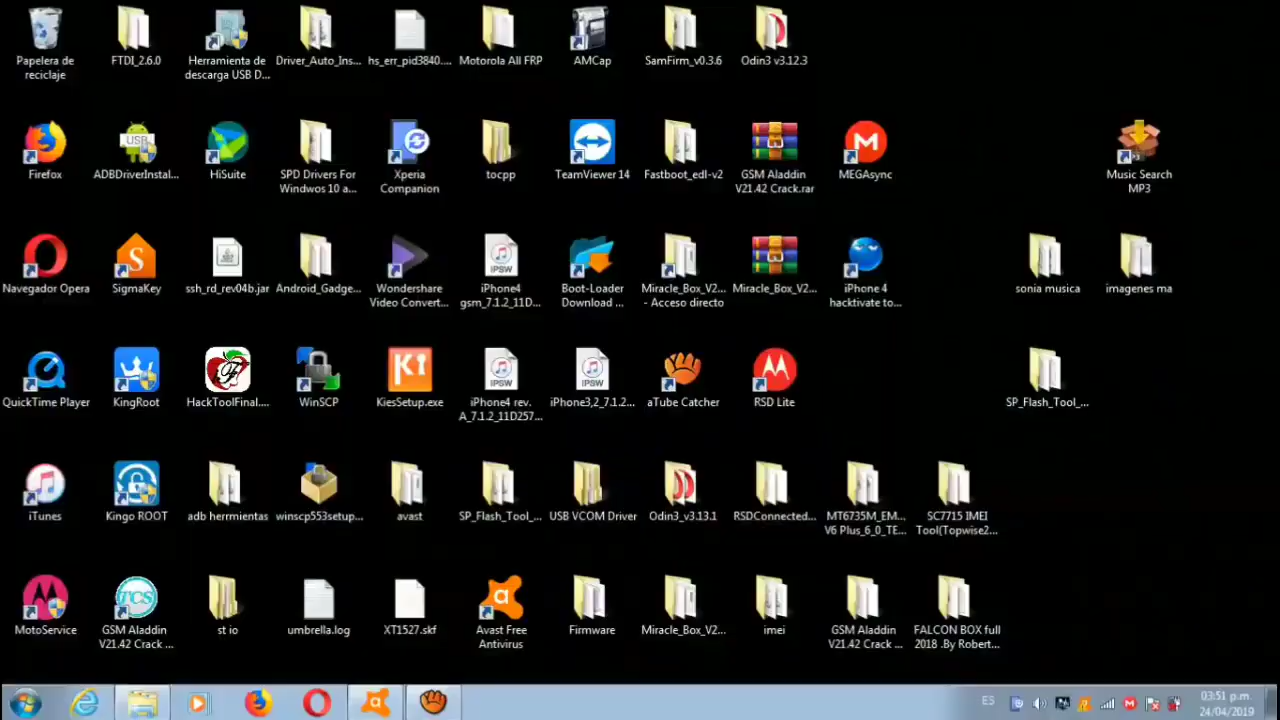 Papelera de
reciclaje
FTDI_2.6.0
Herramienta de
descarga USB D...
Driver_Auto_Ins...
hs_err_pid3840....
Motorola All FRP
AMCap
SamFirm_v0.3.6
Odin3 v3.12.3
Firefox
USB
ADBDriverInstal...
HiSuite
SPD Drivers For
Windwos 10 a...
Xperia
Companion
tocpp
TeamViewer 14
Fastboot_edl-v2
GSM Aladdin
V21.42 Crack.rar
MEGAsync
Music Search
MP3
Navegador Opera
S
SigmaKey
ssh_rd_rev04b.jar
Android_Gadge...
Wondershare
Video Convert...
IPSW
iPhone4
gsm_7.1.2_11D...
Boot-Loader
Download ...
Miracle_Box_V2...
- Acceso directo
Miracle_Box_V2...
iPhone 4
hacktivate to...
sonia musica
imagenes ma
QuickTime Player
KingRoot
HackToolFinal....
WinSCP
KI
KiesSetup.exe
IPSW
iPhone4 rev.
A_7.1.2_11D257...
IPSW
iPhone3,2_7.1.2...
aTube Catcher
RSD Lite
SP_Flash_Tool_...
iTunes
Kingo ROOT
adb herrmientas
winscp553setup...
avast
SP_Flash_Tool_...
USB VCOM Driver
Odin3_v3.13.1
RSDConnected...
MT6735M_EM...
V6 Plus_6_0_TE...
SC7715 IMEI
Tool(Topwise2...
MotoService
TCS
GSM Aladdin
V21.42 Crack ...
st io
umbrella.log
XT1527.skf
a
Avast Free
Antivirus
Firmware
Miracle_Box_V2...
imei
GSM Aladdin
V21.42 Crack ...
FALCON BOX full
2018 .By Robert...
ES
03:51 p.m.
24/04/2019